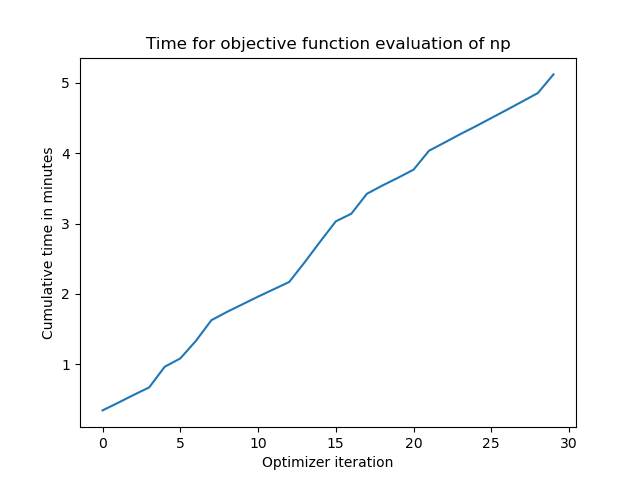 Time for objective function evaluation of np
Cumulative time in minutes
5
4
3
2
1
0 5 10 15 20 25 30
Optimizer iteration